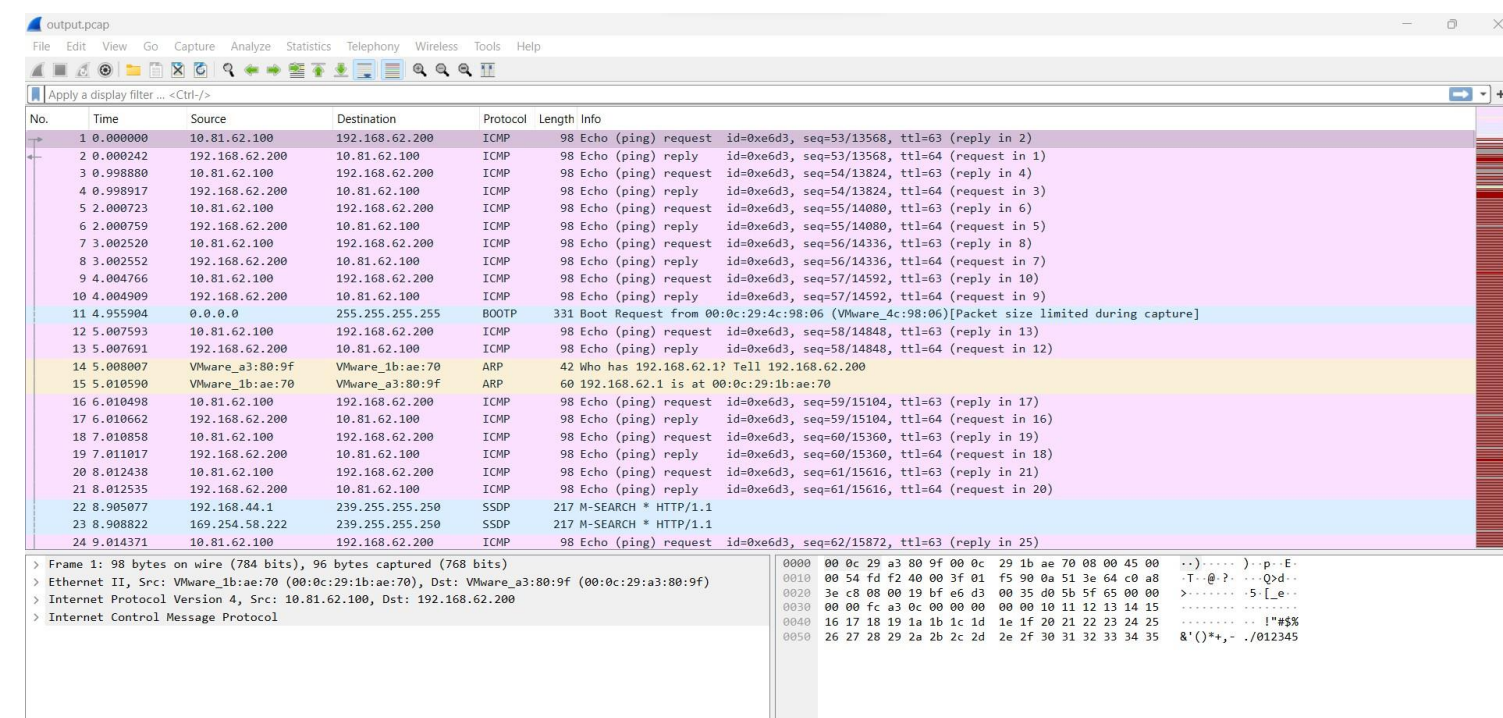 output.pcap
File Edit View Go Capture Analyze Statistics Telephony Wireless Tools Help
Apply a display filter ... <Ctrl-/>
No. Time Source Destination Protocol Length Info
1 0.000000 10.81.62.100 192.168.62.200 ICMP 98 Echo (ping) request id=0xe6d3, seq=53/13568, ttl=63 (reply in 2)
2 0.000242 192.168.62.200 10.81.62.100 ICMP 98 Echo (ping) reply id=0xe6d3, seq=53/13568, ttl=64 (request in 1)
3 0.998880 10.81.62.100 192.168.62.200 ICMP 98 Echo (ping) request id=0xe6d3, seq=54/13824, ttl=63 (reply in 4)
4 0.998917 192.168.62.200 10.81.62.100 ICMP 98 Echo (ping) reply id=0xe6d3, seq=54/13824, ttl=64 (request in 3)
5 2.000723 10.81.62.100 192.168.62.200 ICMP 98 Echo (ping) request id=0xe6d3, seq=55/14080, ttl=63 (reply in 6)
6 2.000759 192.168.62.200 10.81.62.100 ICMP 98 Echo (ping) reply id=0xe6d3, seq=55/14080, ttl=64 (request in 5)
7 3.002520 10.81.62.100 192.168.62.200 ICMP 98 Echo (ping) request id=0xe6d3, seq=56/14336, ttl=63 (reply in 8)
8 3.002552 192.168.62.200 10.81.62.100 ICMP 98 Echo (ping) reply id=0xe6d3, seq=56/14336, ttl=64 (request in 7)
9 4.004766 10.81.62.100 192.168.62.200 ICMP 98 Echo (ping) request id=0xe6d3, seq=57/14592, ttl=63 (reply in 10)
10 4.004909 192.168.62.200 10.81.62.100 ICMP 98 Echo (ping) reply id=0xe6d3, seq=57/14592, ttl=64 (request in 9)
11 4.955904 0.0.0.0 255.255.255.255 BOOTP 331 Boot Request from 00:0c:29:4c:98:06 (VMware_4c:98:06)[Packet size limited during capture]
12 5.007593 10.81.62.100 192.168.62.200 ICMP 98 Echo (ping) request id=0xe6d3, seq=58/14848, ttl=63 (reply in 13)
13 5.007691 192.168.62.200 10.81.62.100 ICMP 98 Echo (ping) reply id=0xe6d3, seq=58/14848, ttl=64 (request in 12)
14 5.008007 VMware_a3:80:9f VMware_1b:ae:70 ARP 42 Who has 192.168.62.1? Tell 192.168.62.200
15 5.010590 VMware_1b:ae:70 VMware_a3:80:9f ARP 60 192.168.62.1 is at 00:0c:29:1b:ae:70
16 6.010498 10.81.62.100 192.168.62.200 ICMP 98 Echo (ping) request id=0xe6d3, seq=59/15104, ttl=63 (reply in 17)
17 6.010662 192.168.62.200 10.81.62.100 ICMP 98 Echo (ping) reply id=0xe6d3, seq=59/15104, ttl=64 (request in 16)
18 7.010858 10.81.62.100 192.168.62.200 ICMP 98 Echo (ping) request id=0xe6d3, seq=60/15360, ttl=63 (reply in 19)
19 7.011017 192.168.62.200 10.81.62.100 ICMP 98 Echo (ping) reply id=0xe6d3, seq=60/15360, ttl=64 (request in 18)
20 8.012438 10.81.62.100 192.168.62.200 ICMP 98 Echo (ping) request id=0xe6d3, seq=61/15616, ttl=63 (reply in 21)
21 8.012535 192.168.62.200 10.81.62.100 ICMP 98 Echo (ping) reply id=0xe6d3, seq=61/15616, ttl=64 (request in 20)
22 8.905077 192.168.44.1 239.255.255.250 SSDP 217 M-SEARCH * HTTP/1.1
23 8.908822 169.254.58.222 239.255.255.250 SSDP 217 M-SEARCH * HTTP/1.1
24 9.014371 10.81.62.100 192.168.62.200 ICMP 98 Echo (ping) request id=0xe6d3, seq=62/15872, ttl=63 (reply in 25)
> Frame 1: 98 bytes on wire (784 bits), 96 bytes captured (768 bits)
> Ethernet II, Src: VMware_1b:ae:70 (00:0c:29:1b:ae:70), Dst: VMware_a3:80:9f (00:0c:29:a3:80:9f)
> Internet Protocol Version 4, Src: 10.81.62.100, Dst: 192.168.62.200
> Internet Control Message Protocol
0000 00 0c 29 a3 80 9f 00 0c 29 1b ae 70 08 00 45 00 ··)····· )··p··E·
0010 00 54 fd f2 40 00 3f 01 f5 90 0a 51 3e 64 c0 a8 ·T··@·?· ···Q>d··
0020 3e c8 08 00 19 bf e6 d3 00 35 d0 5b 5f 65 00 00 >······· ·5·[_e··
0030 00 00 fc a3 0c 00 00 00 00 00 10 11 12 13 14 15 ········ ········
0040 16 17 18 19 1a 1b 1c 1d 1e 1f 20 21 22 23 24 25 ········ ·· !"#$%
0050 26 27 28 29 2a 2b 2c 2d 2e 2f 30 31 32 33 34 35 &'()*+,- ./012345